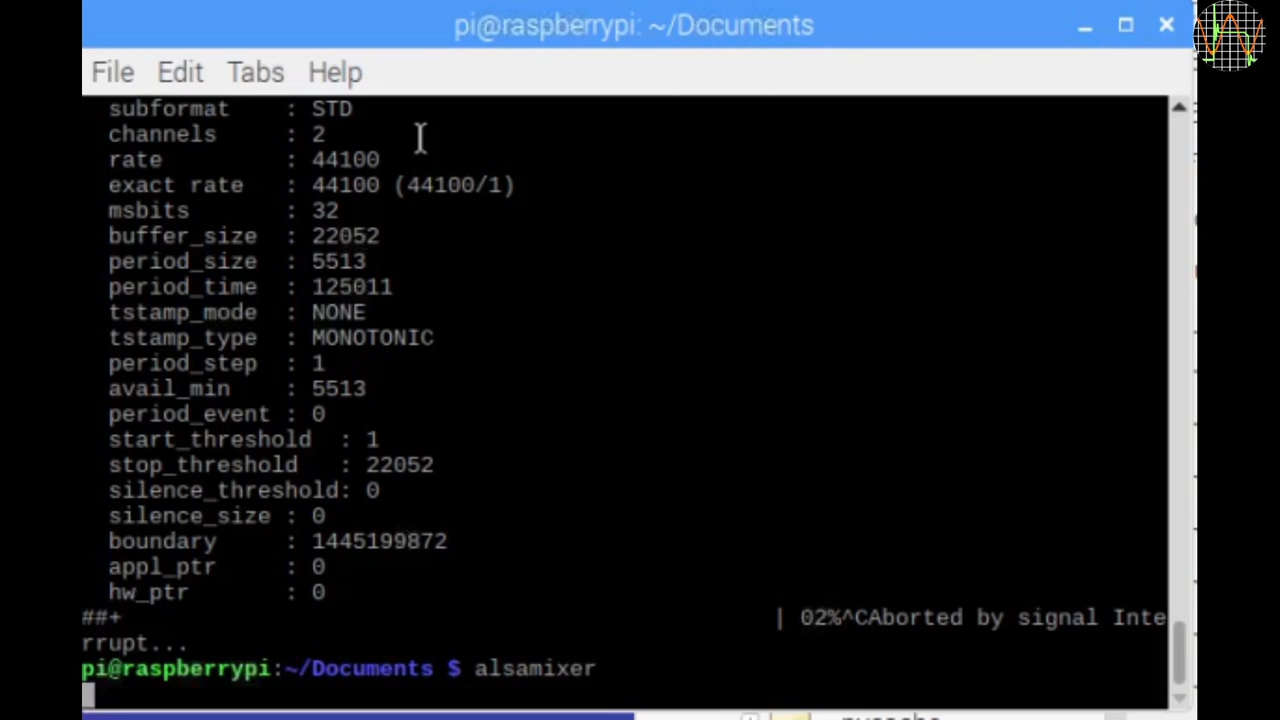 pi@raspberrypi: ~/Documents
File Edit Tabs Help
subformat : STD
channels : 2
rate : 44100
exact rate : 44100 (44100/1)
msbits : 32
buffer_size : 22052
period_size : 5513
period_time : 125011
tstamp_mode : NONE
tstamp_type : MONOTONIC
period_step : 1
avail_min : 5513
period_event : 0
start_threshold : 1
stop_threshold : 22052
silence_threshold: 0
silence_size : 0
boundary : 1445199872
appl_ptr : 0
hw_ptr : 0
##+ | 02%^CAborted by signal Inte
rrupt...
pi@raspberrypi:~/Documents $ alsamixer